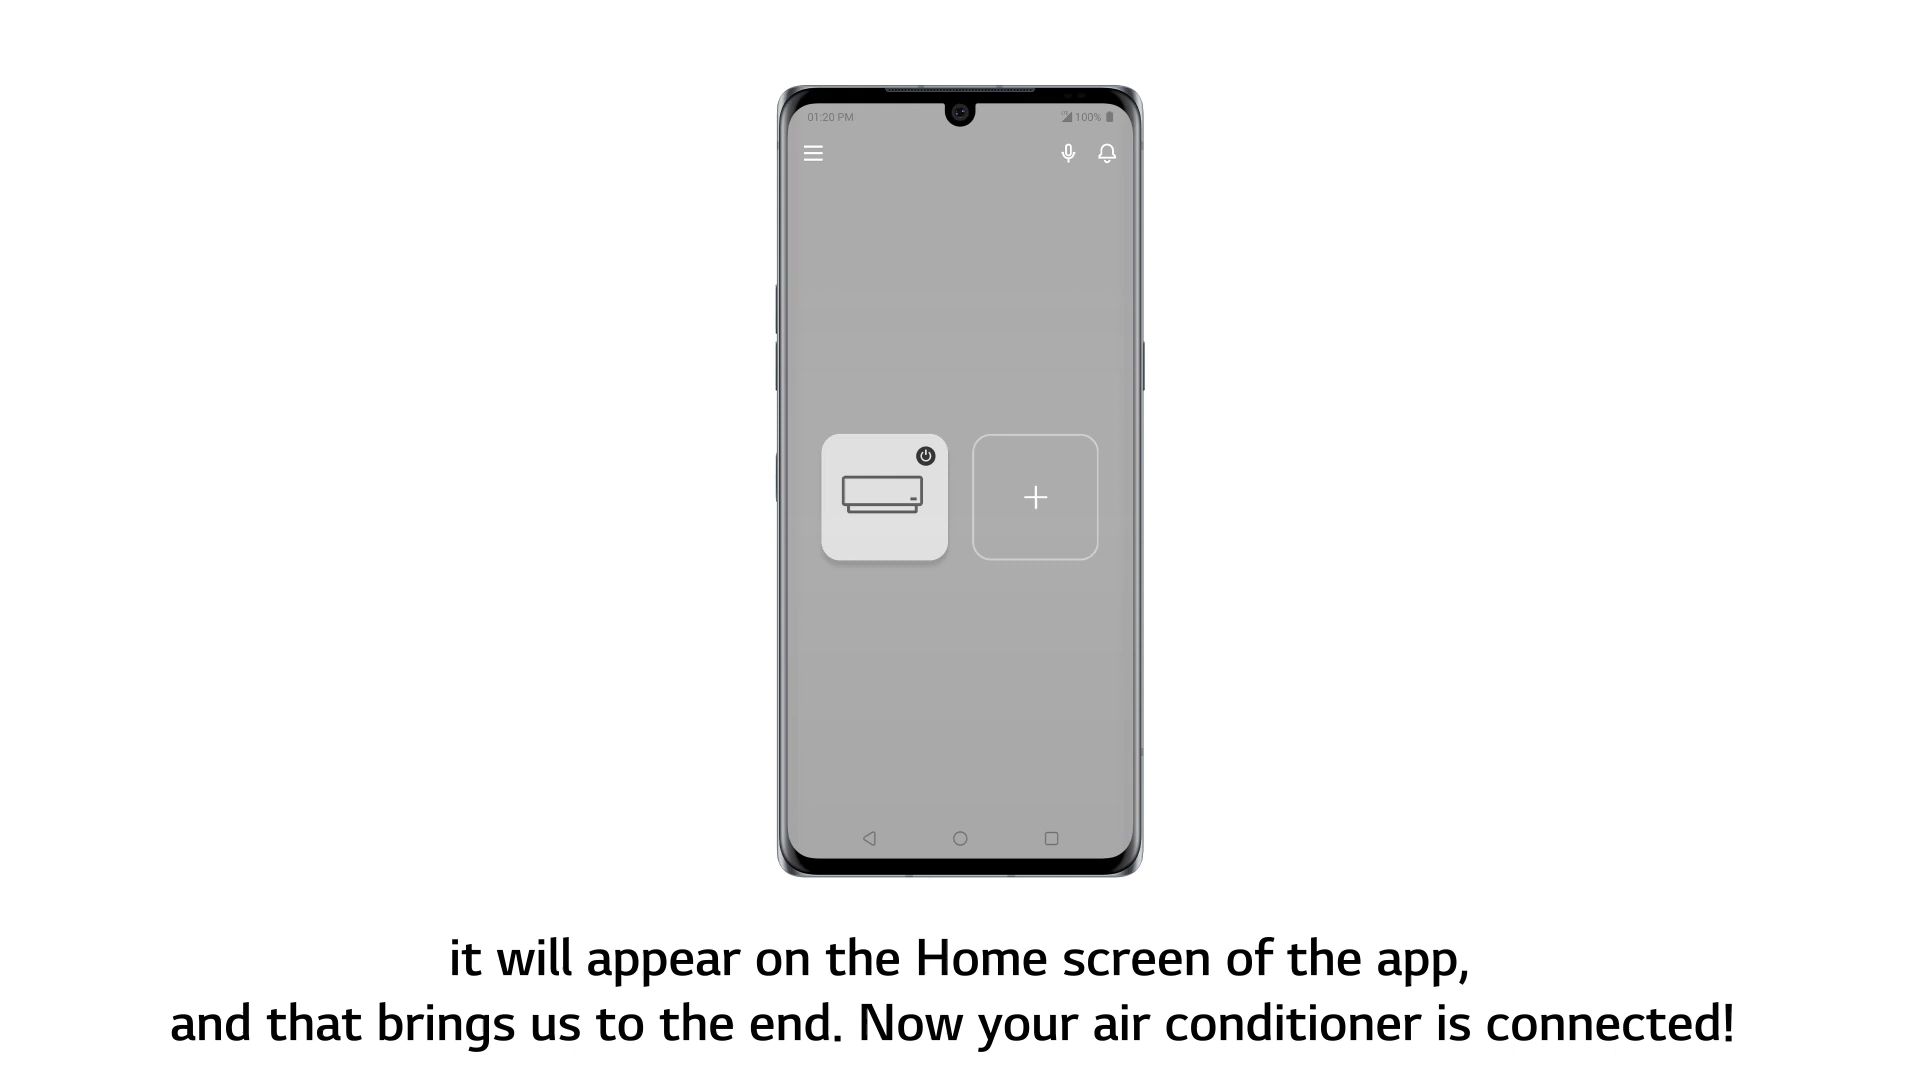 01:20 PM 100%
it will appear on the Home screen of the app,
and that brings us to the end. Now your air conditioner is connected!